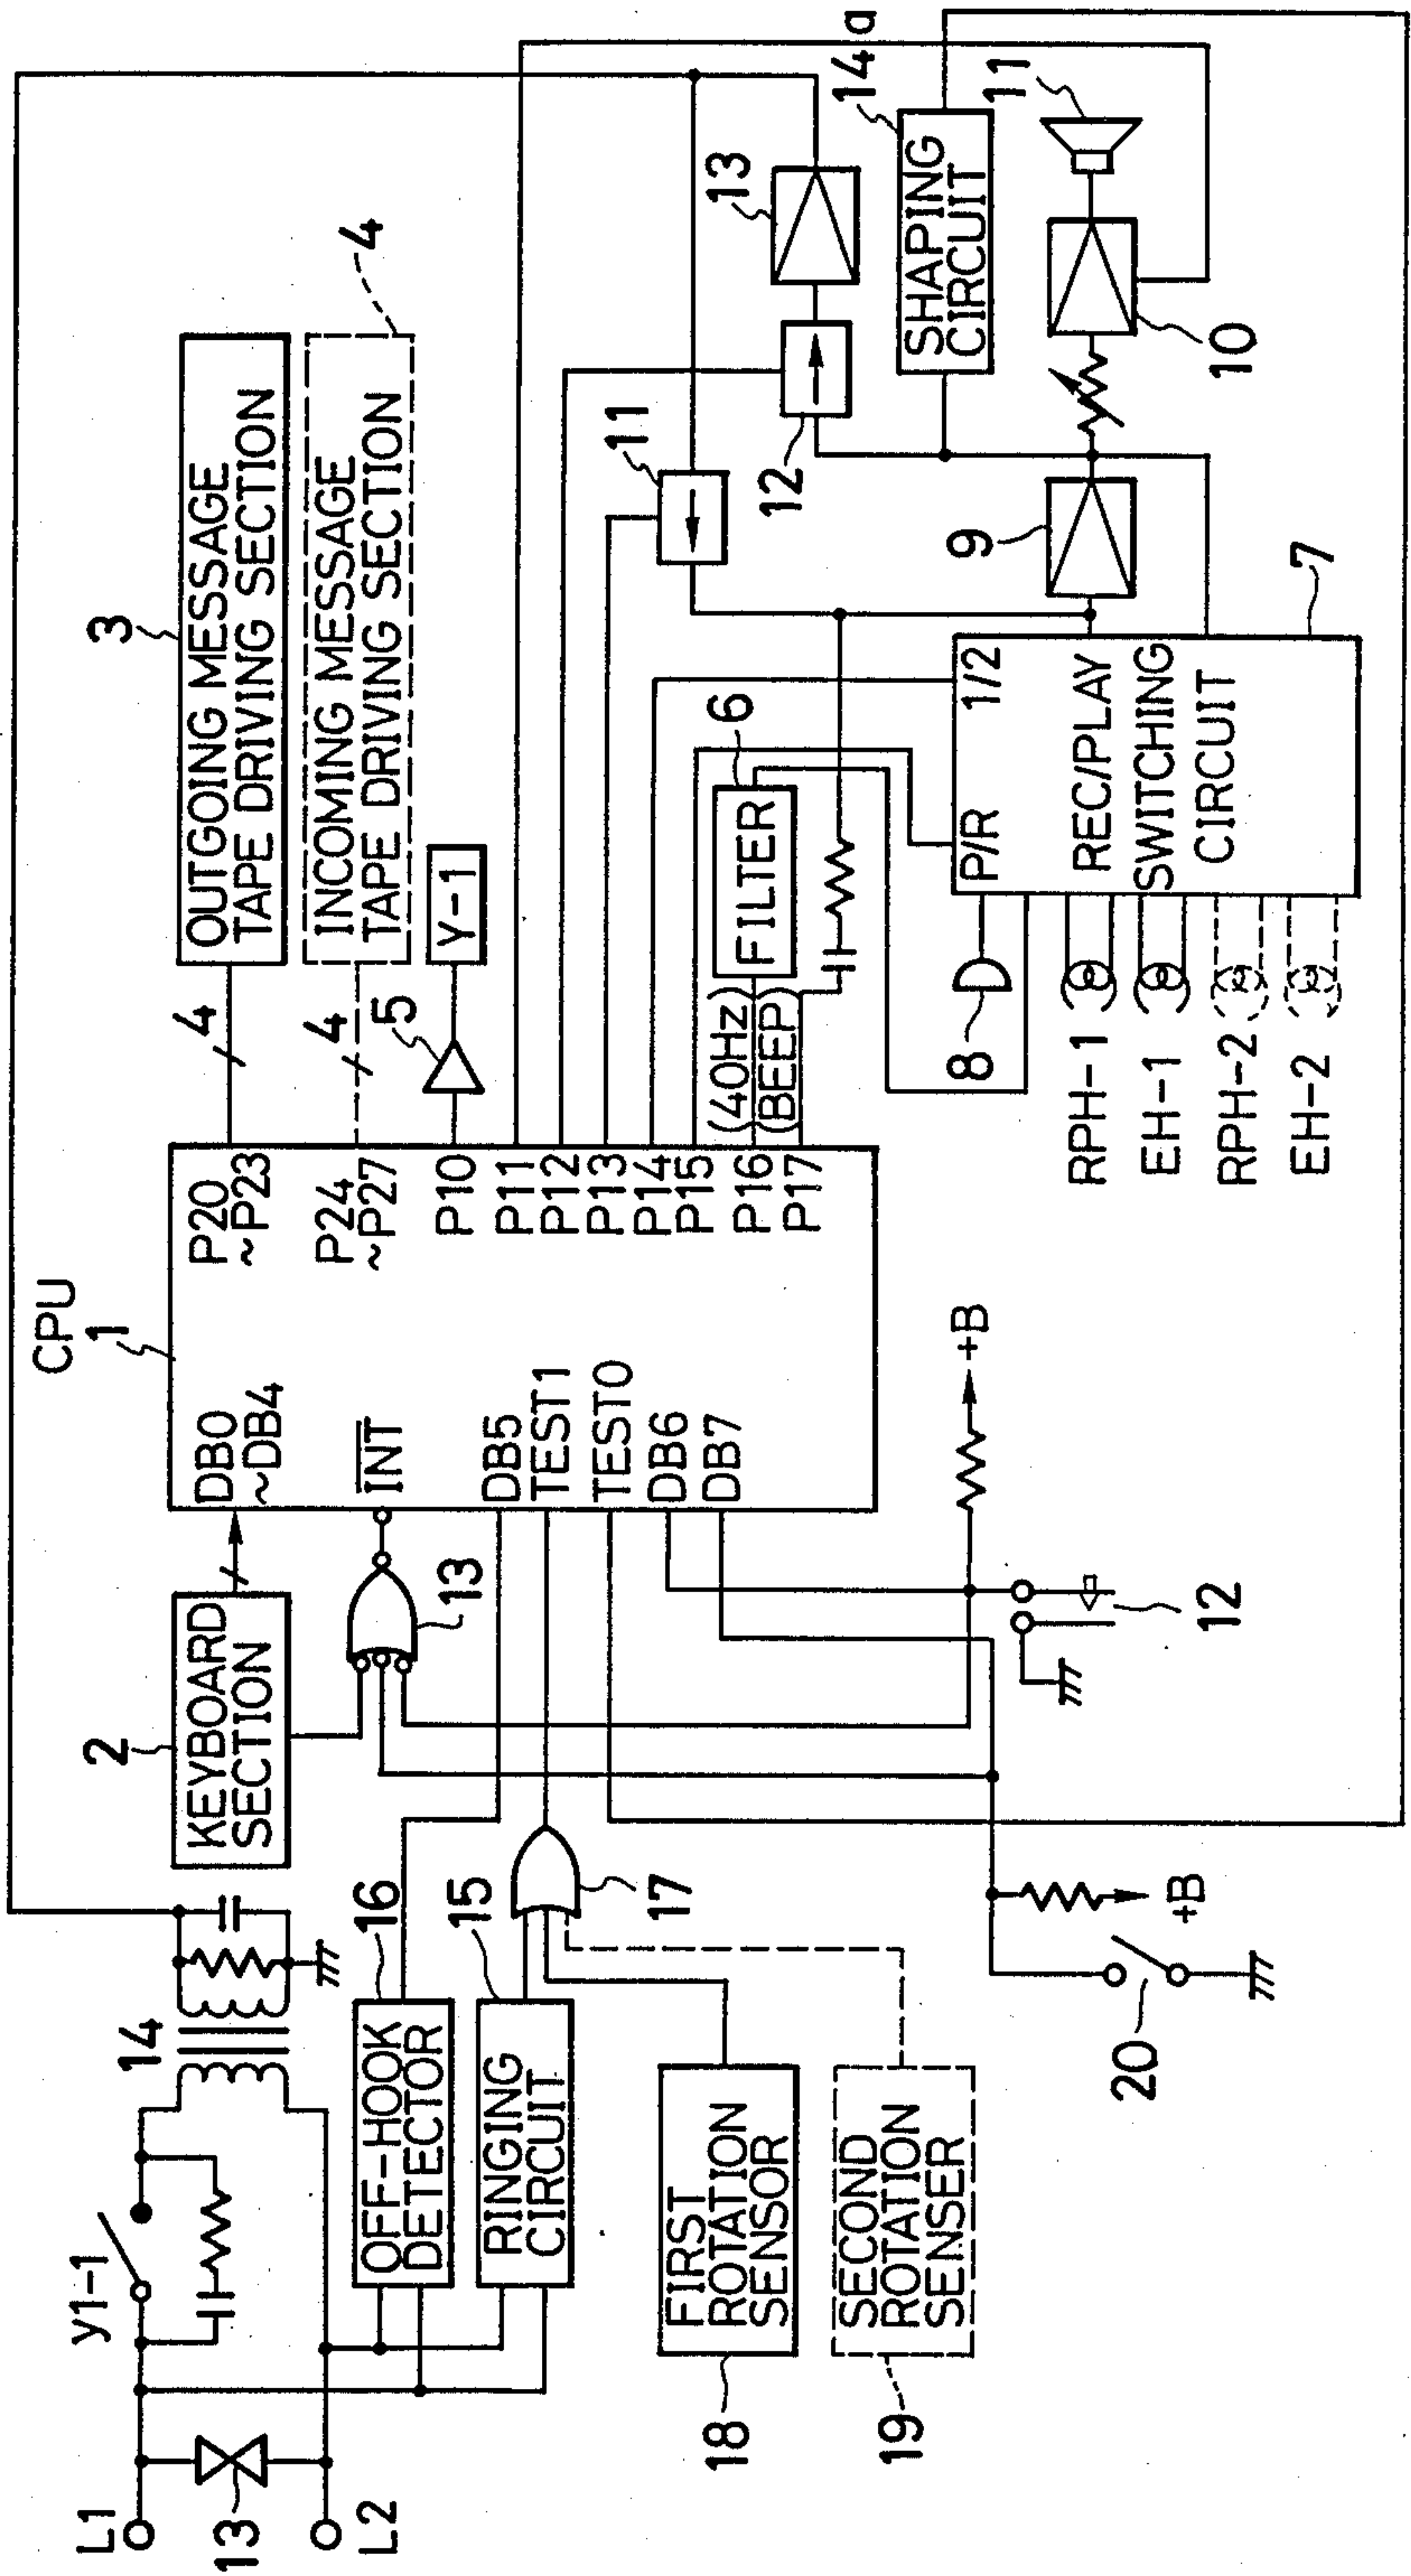 L1
13
L2
y1-1
14
OFF-HOOK
DETECTOR
16
RINGING
CIRCUIT
15
FIRST
ROTATION
SENSOR
18
SECOND
ROTATION
SENSER
19
17
20
+B
2
KEYBOARD
SECTION
13
12
+B
CPU
1
DB0
~DB4
INT
DB5
TEST1
TEST0
DB6
DB7
P20
~P23
P24
~P27
P10
P11
P12
P13
P14
P15
P16
P17
4
4
5
Y-1
3
OUTGOING MESSAGE
TAPE DRIVING SECTION
INCOMING MESSAGE
TAPE DRIVING SECTION
4
(40Hz)
(BEEP)
FILTER
6
8
RPH-1
EH-1
RPH-2
EH-2
P/R
1/2
REC/PLAY
SWITCHING
CIRCUIT
7
9
11
12
13
SHAPING
CIRCUIT
14a
10
11